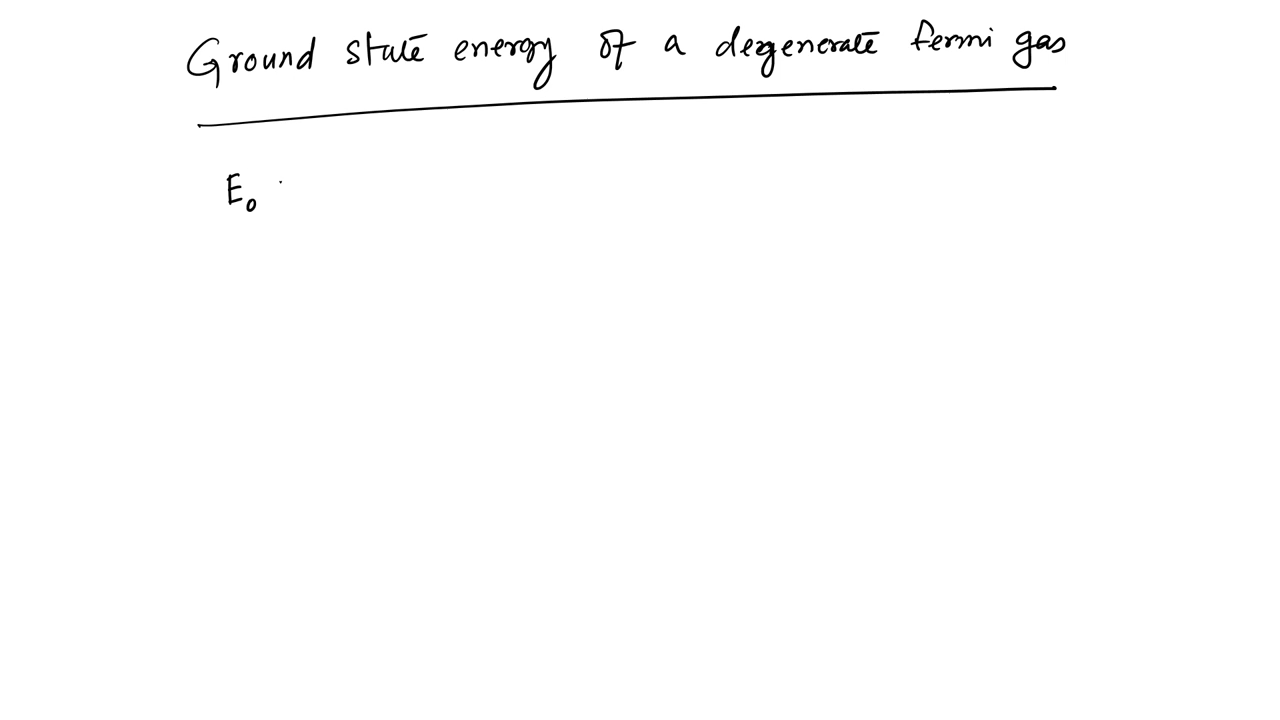 Ground state energy of a degenerate fermi gas
E₀